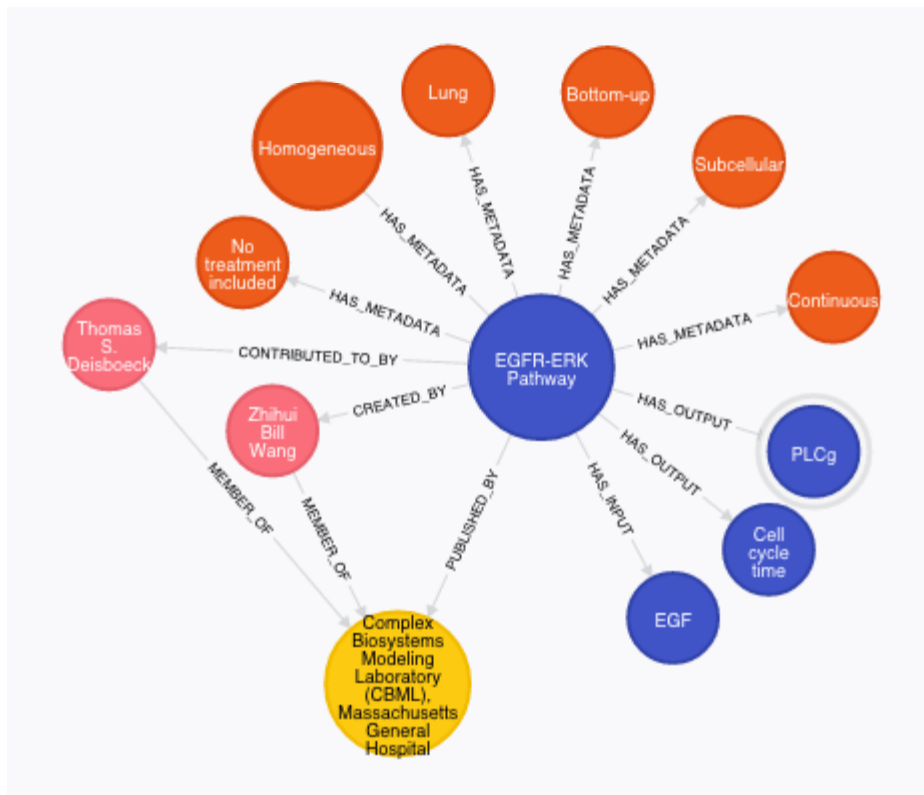 Lung
Bottom-up
Homogeneous
Subcellular
HAS_METADATA
HAS_METADATA
HAS_METADATA
HAS_METADATA
No
treatment
included
HAS_METADATA
HAS_METADATA
Continuous
Thomas
S.
Deisboeck
CONTRIBUTED_TO_BY
EGFR-ERK
Pathway
CREATED_BY
Zhihui
Bill
Wang
HAS_OUTPUT
PLCg
HAS_OUTPUT
MEMBER_OF
MEMBER_OF
PUBLISHED_BY
HAS_INPUT
Cell
cycle
time
EGF
Complex
Biosystems
Modeling
Laboratory
(CBML),
Massachusetts
General
Hospital